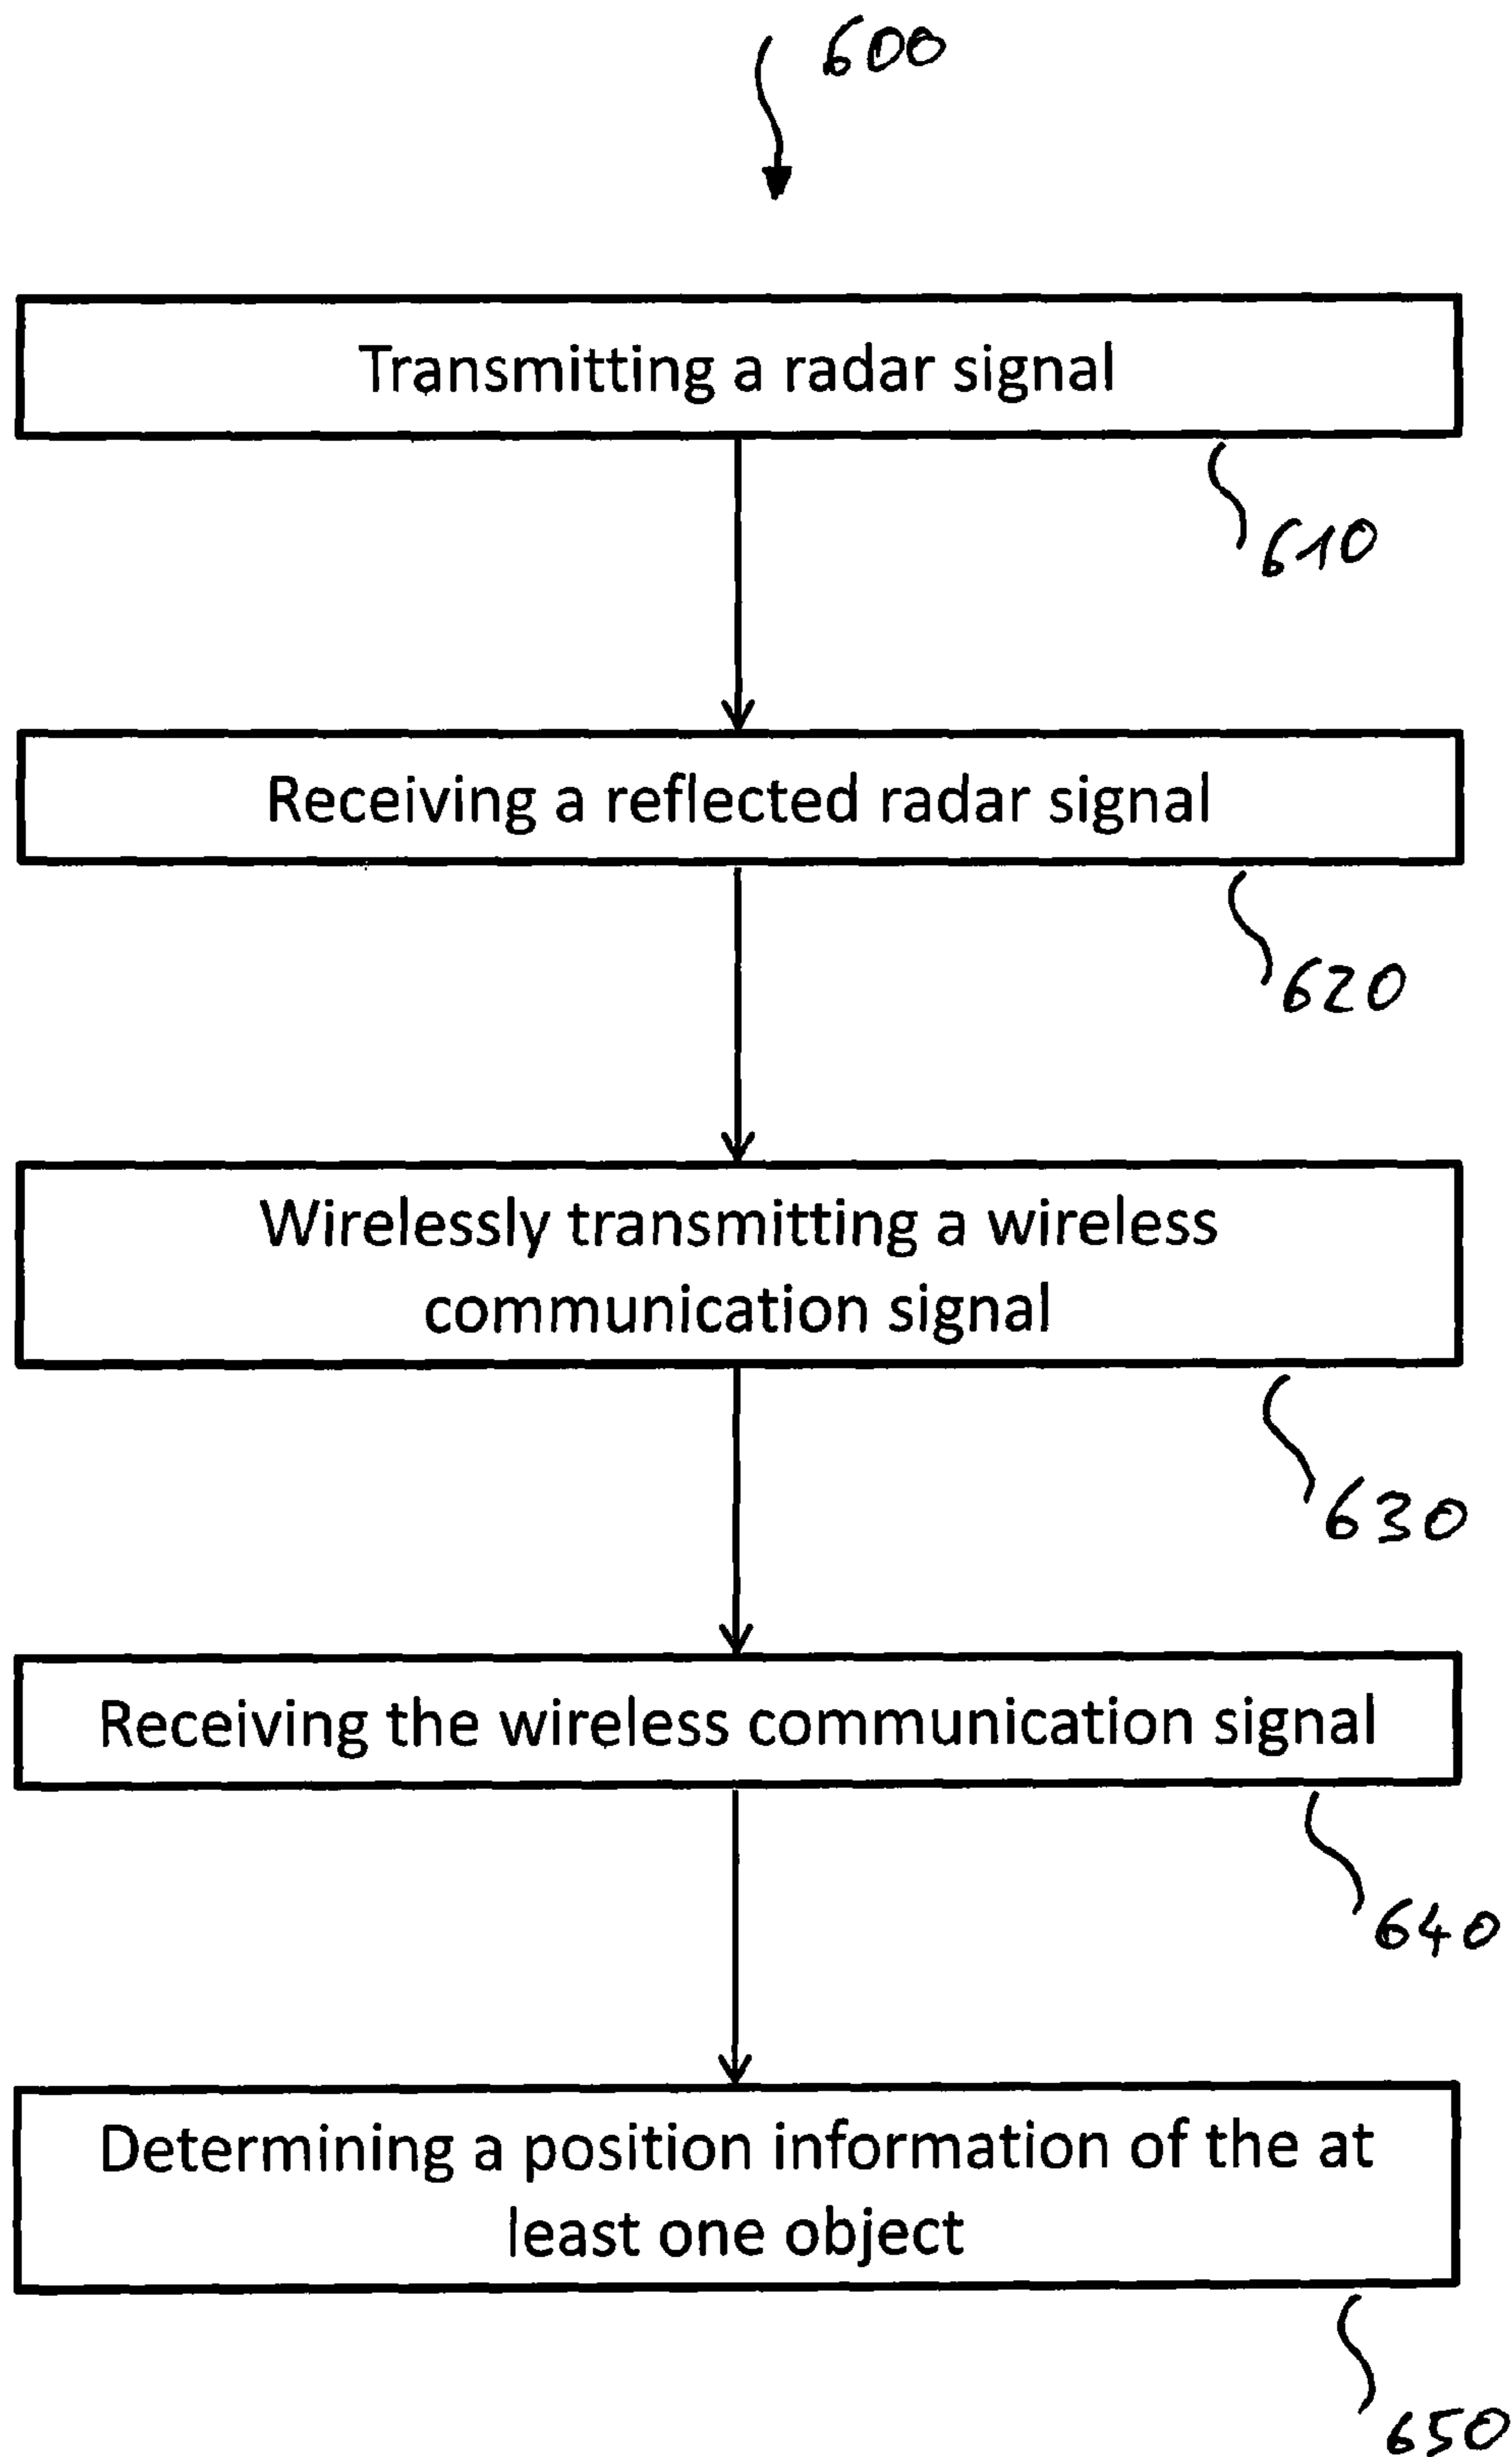 600
Transmitting a radar signal
610
Receiving a reflected radar signal
620
Wirelessly transmitting a wireless
communication signal
630
Receiving the wireless communication signal
640
Determining a position information of the at
least one object
650